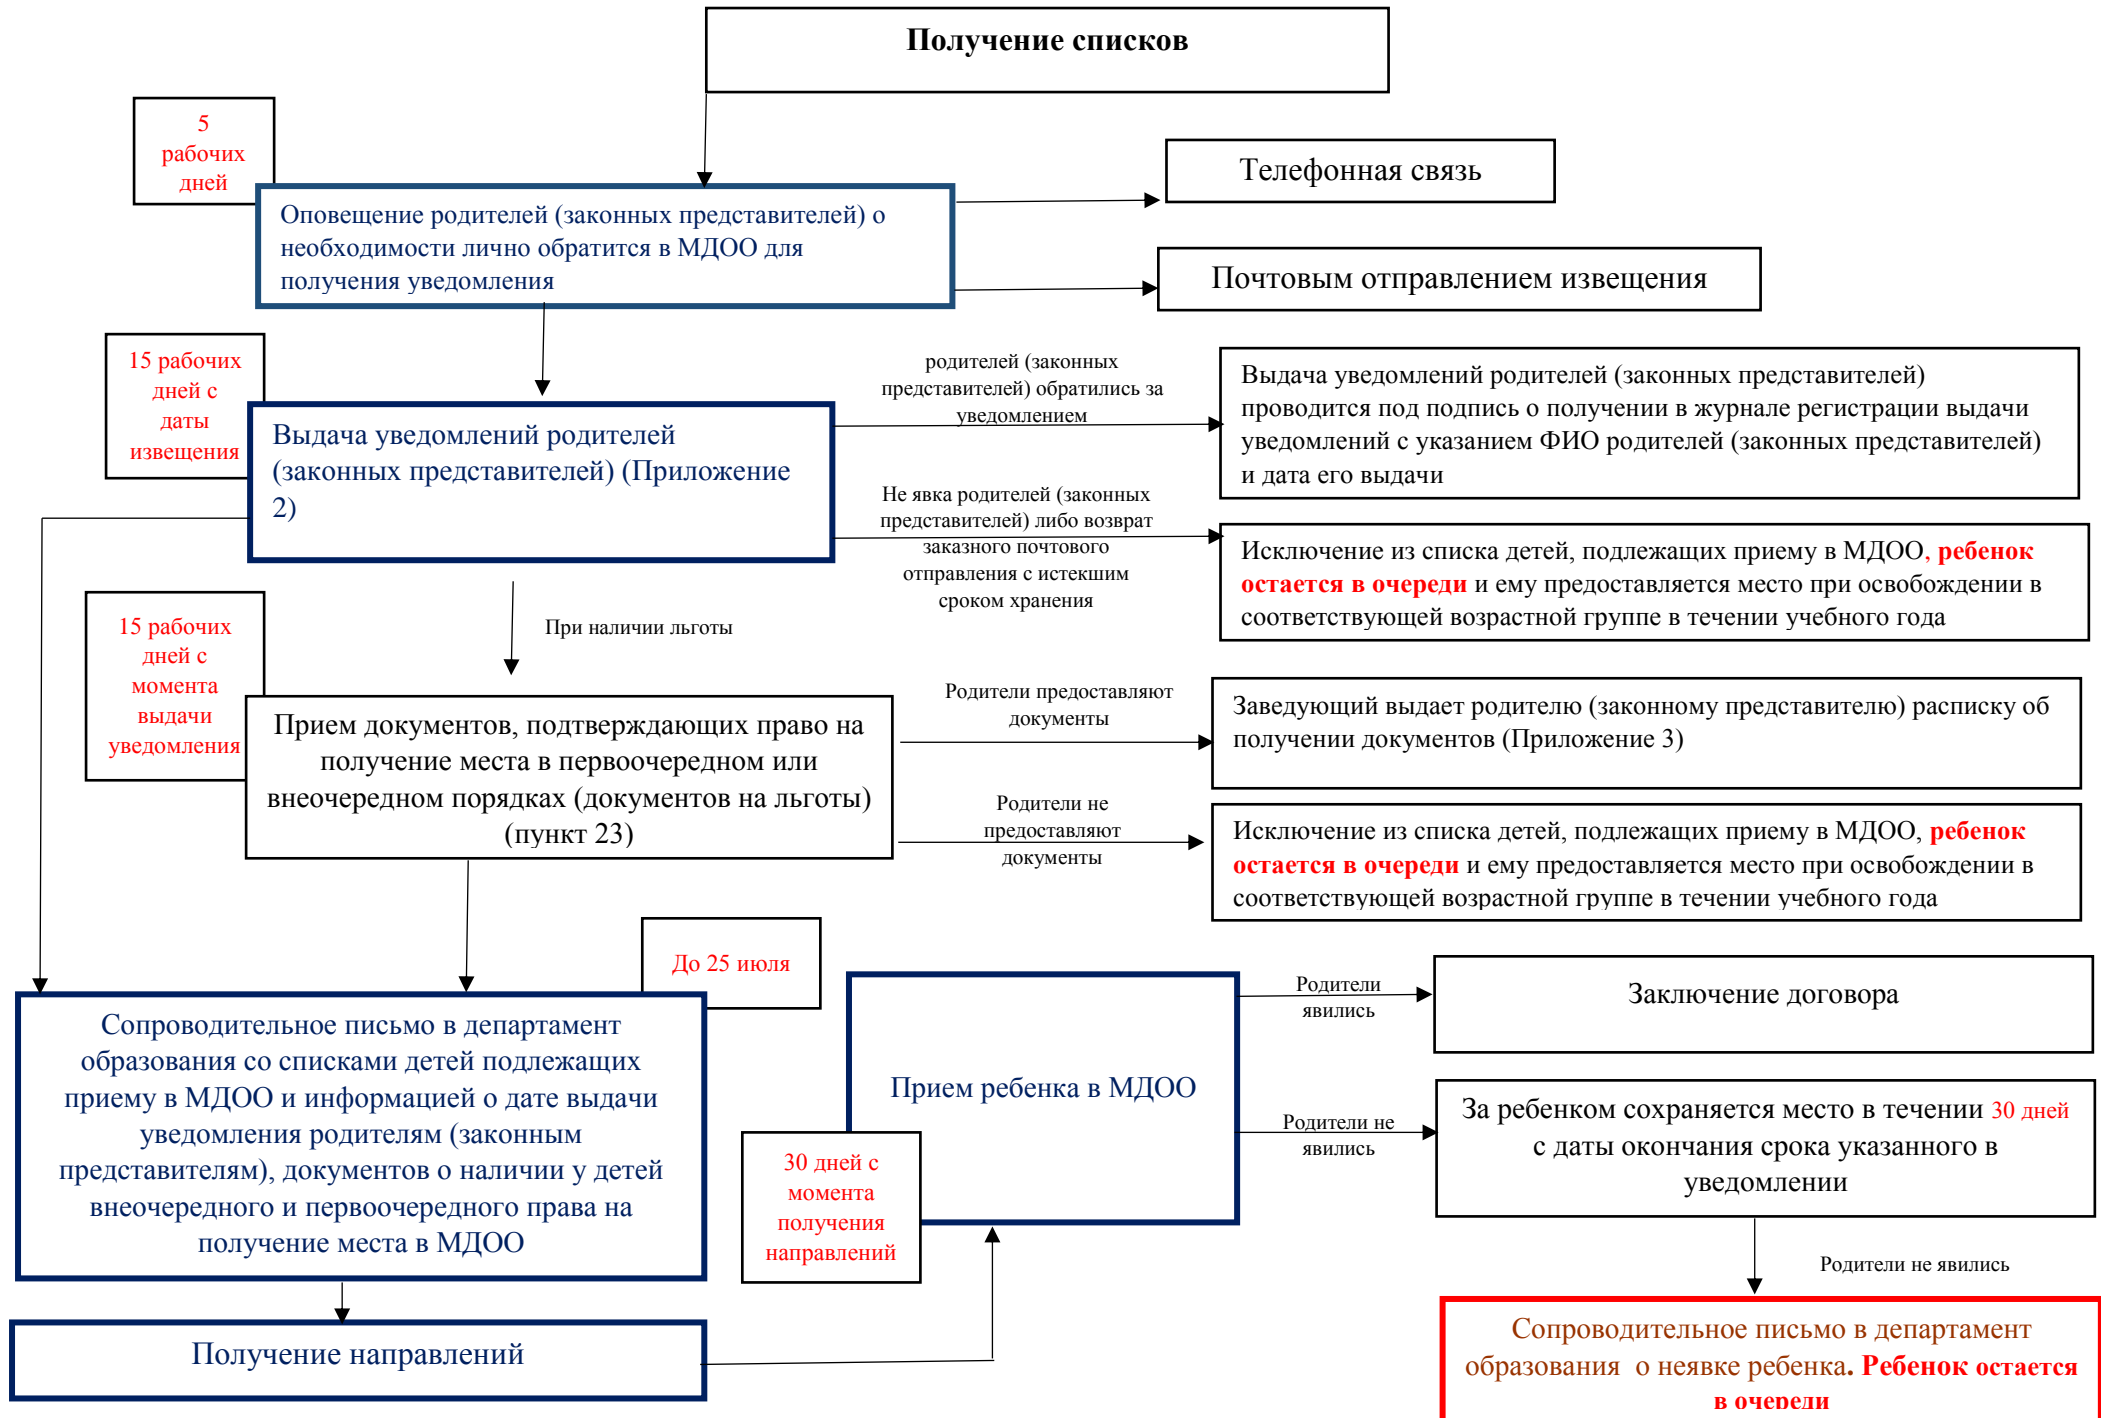 Получение списков
5
рабочих
дней
Телефонная связь
Оповещение родителей (законных представителей) о
необходимости лично обратится в МДОО для
получения уведомления
Почтовым отправлением извещения
15 рабочих
дней с
даты
извещения
Выдача уведомлений родителей
(законных представителей) (Приложение
2)
родителей (законных
представителей) обратились за
уведомлением
Выдача уведомлений родителей (законных представителей)
проводится под подпись о получении в журнале регистрации выдачи
уведомлений с указанием ФИО родителей (законных представителей)
и дата его выдачи
Не явка родителей (законных
представителей) либо возврат
заказного почтового
отправления с истекшим
сроком хранения
Исключение из списка детей, подлежащих приему в МДОО, ребенок
остается в очереди и ему предоставляется место при освобождении в
соответствующей возрастной группе в течении учебного года
При наличии льготы
15 рабочих
дней с
момента
выдачи
уведомления
Прием документов, подтверждающих право на
получение места в первоочередном или
внеочередном порядках (документов на льготы)
(пункт 23)
Родители предоставляют
документы
Заведующий выдает родителю (законному представителю) расписку об
получении документов (Приложение 3)
Родители не
предоставляют
документы
Исключение из списка детей, подлежащих приему в МДОО, ребенок
остается в очереди и ему предоставляется место при освобождении в
соответствующей возрастной группе в течении учебного года
До 25 июля
Сопроводительное письмо в департамент
образования со списками детей подлежащих
приему в МДОО и информацией о дате выдачи
уведомления родителям (законным
представителям), документов о наличии у детей
внеочередного и первоочередного права на
получение места в МДОО
Прием ребенка в МДОО
30 дней с
момента
получения
направлений
Родители
явились
Заключение договора
Родители не
явились
За ребенком сохраняется место в течении 30 дней
с даты окончания срока указанного в
уведомлении
Родители не явились
Получение направлений
Сопроводительное письмо в департамент
образования о неявке ребенка. Ребенок остается
в очереди